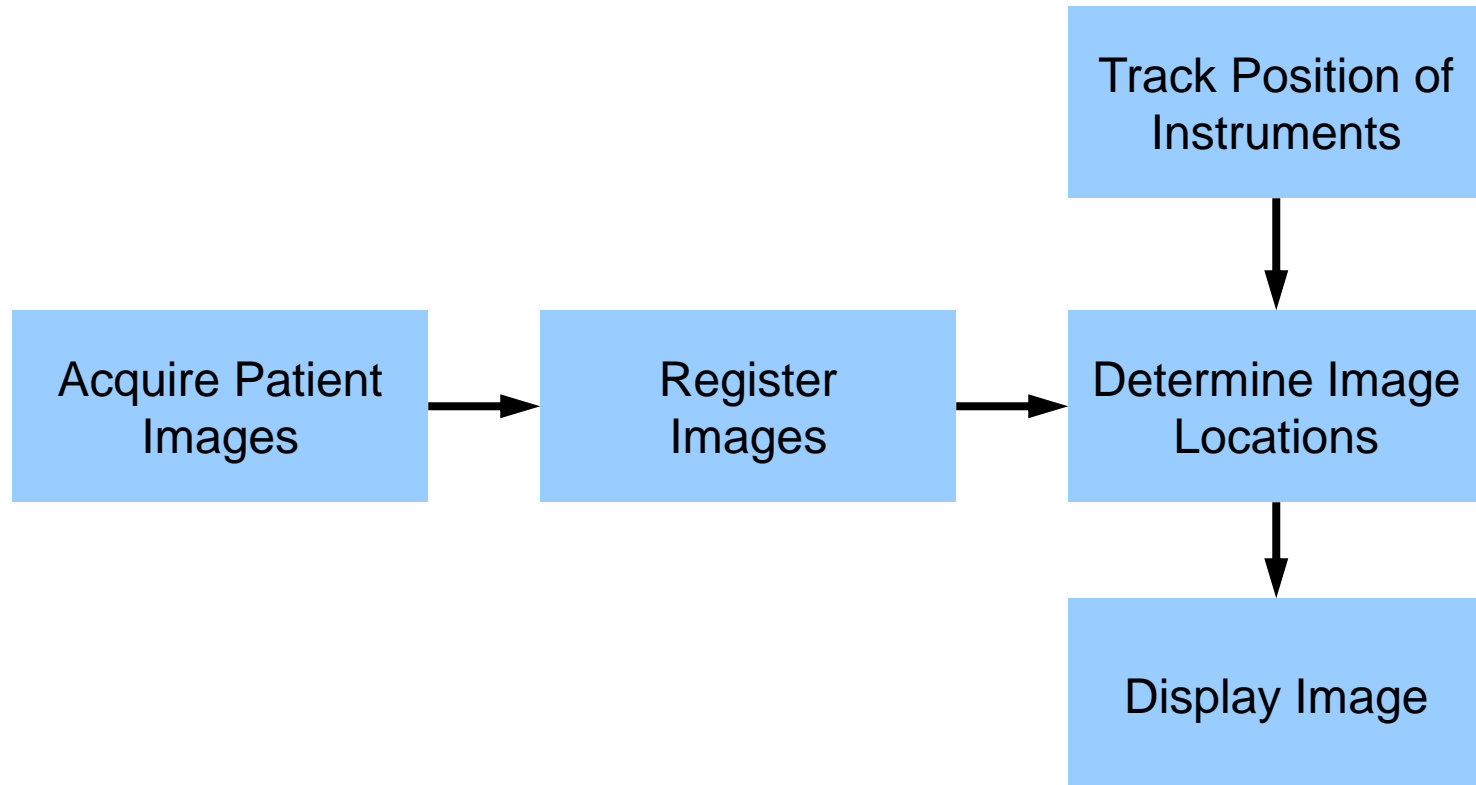 Track Position of
Instruments
Acquire Patient
Images
Register
Images
Determine Image
Locations
Display Image